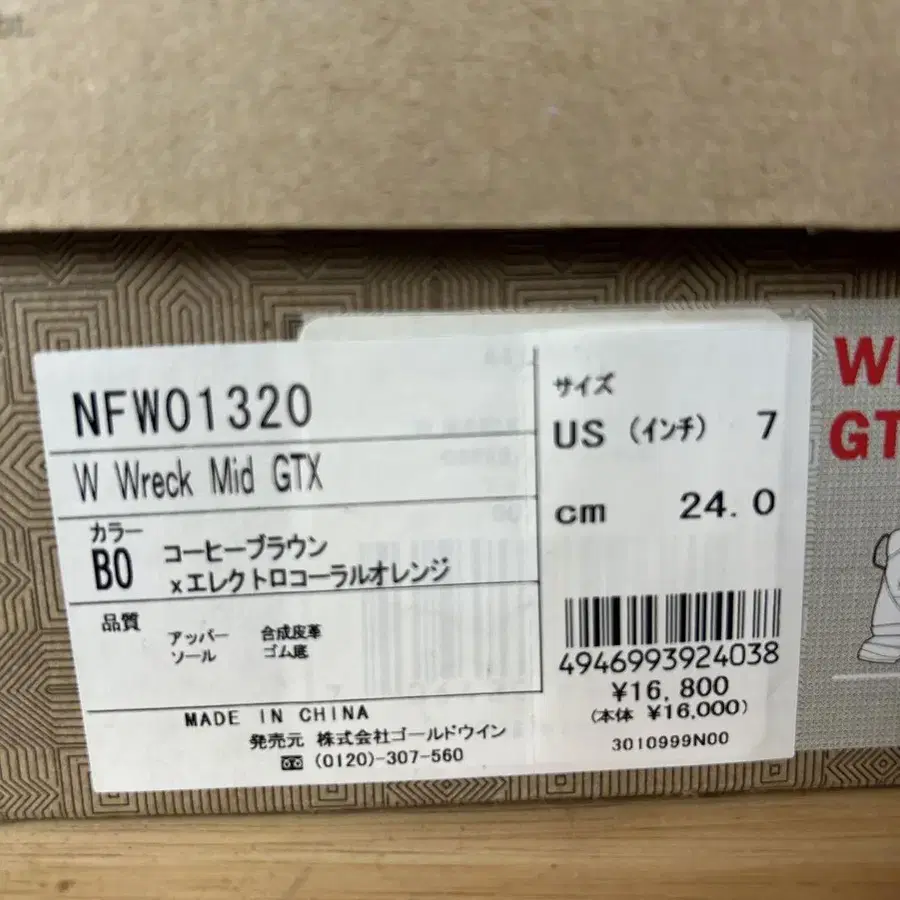 NFW01320
W Wreck Mid GTX
カラー
BO コーヒーブラウン
xエレクトロコーラルオレンジ
品質
アッパー 合成皮革
ソール ゴム底
MADE IN CHINA
発売元 株式会社ゴールドウイン
(0120)-307-560
サイズ
US (インチ) 7
cm 24.0
4946993924038
¥16,800
(本体 ¥16,000)
3010999N00
GT